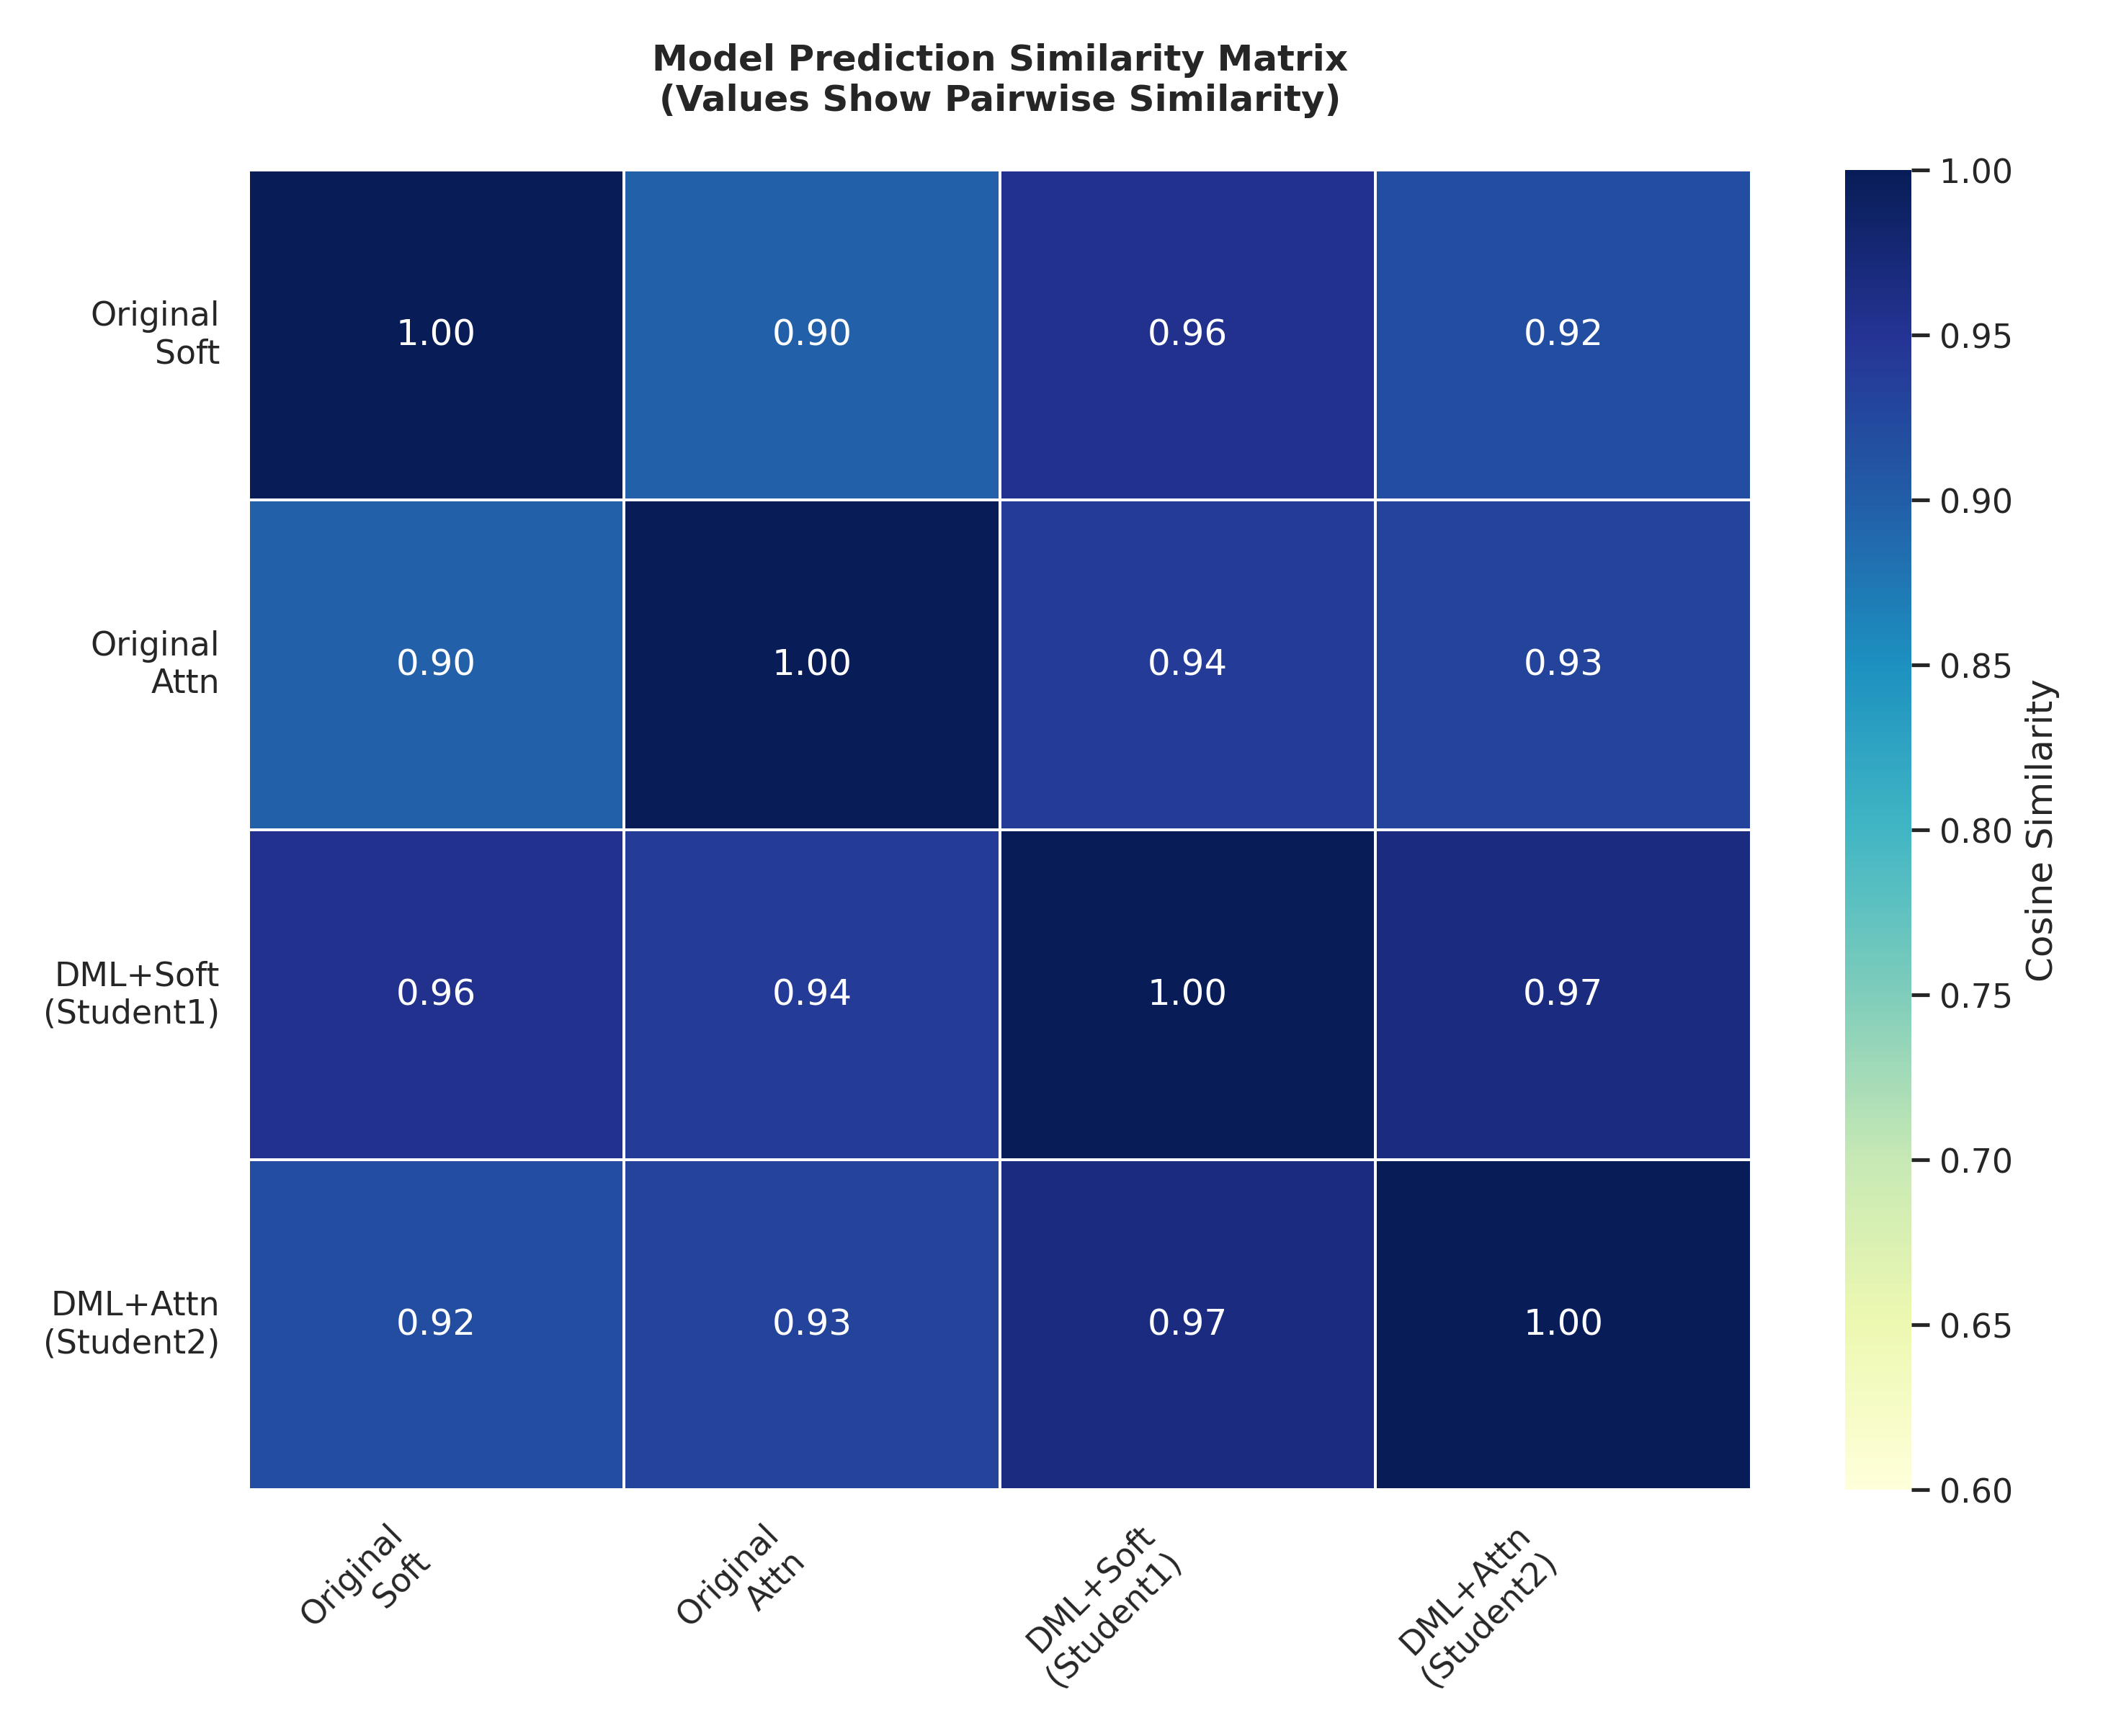 Model Prediction Similarity Matrix
(Values Show Pairwise Similarity)
Original
Soft
1.00
0.90
0.96
0.92
Original
Attn
0.90
1.00
0.94
0.93
DML+Soft
(Student1)
0.96
0.94
1.00
0.97
DML+Attn
(Student2)
0.92
0.93
0.97
1.00
Original
Soft
Original
Attn
DML+Soft
(Student1)
DML+Attn
(Student2)
1.00
0.95
0.90
0.85
0.80
0.75
0.70
0.65
0.60
Cosine Similarity